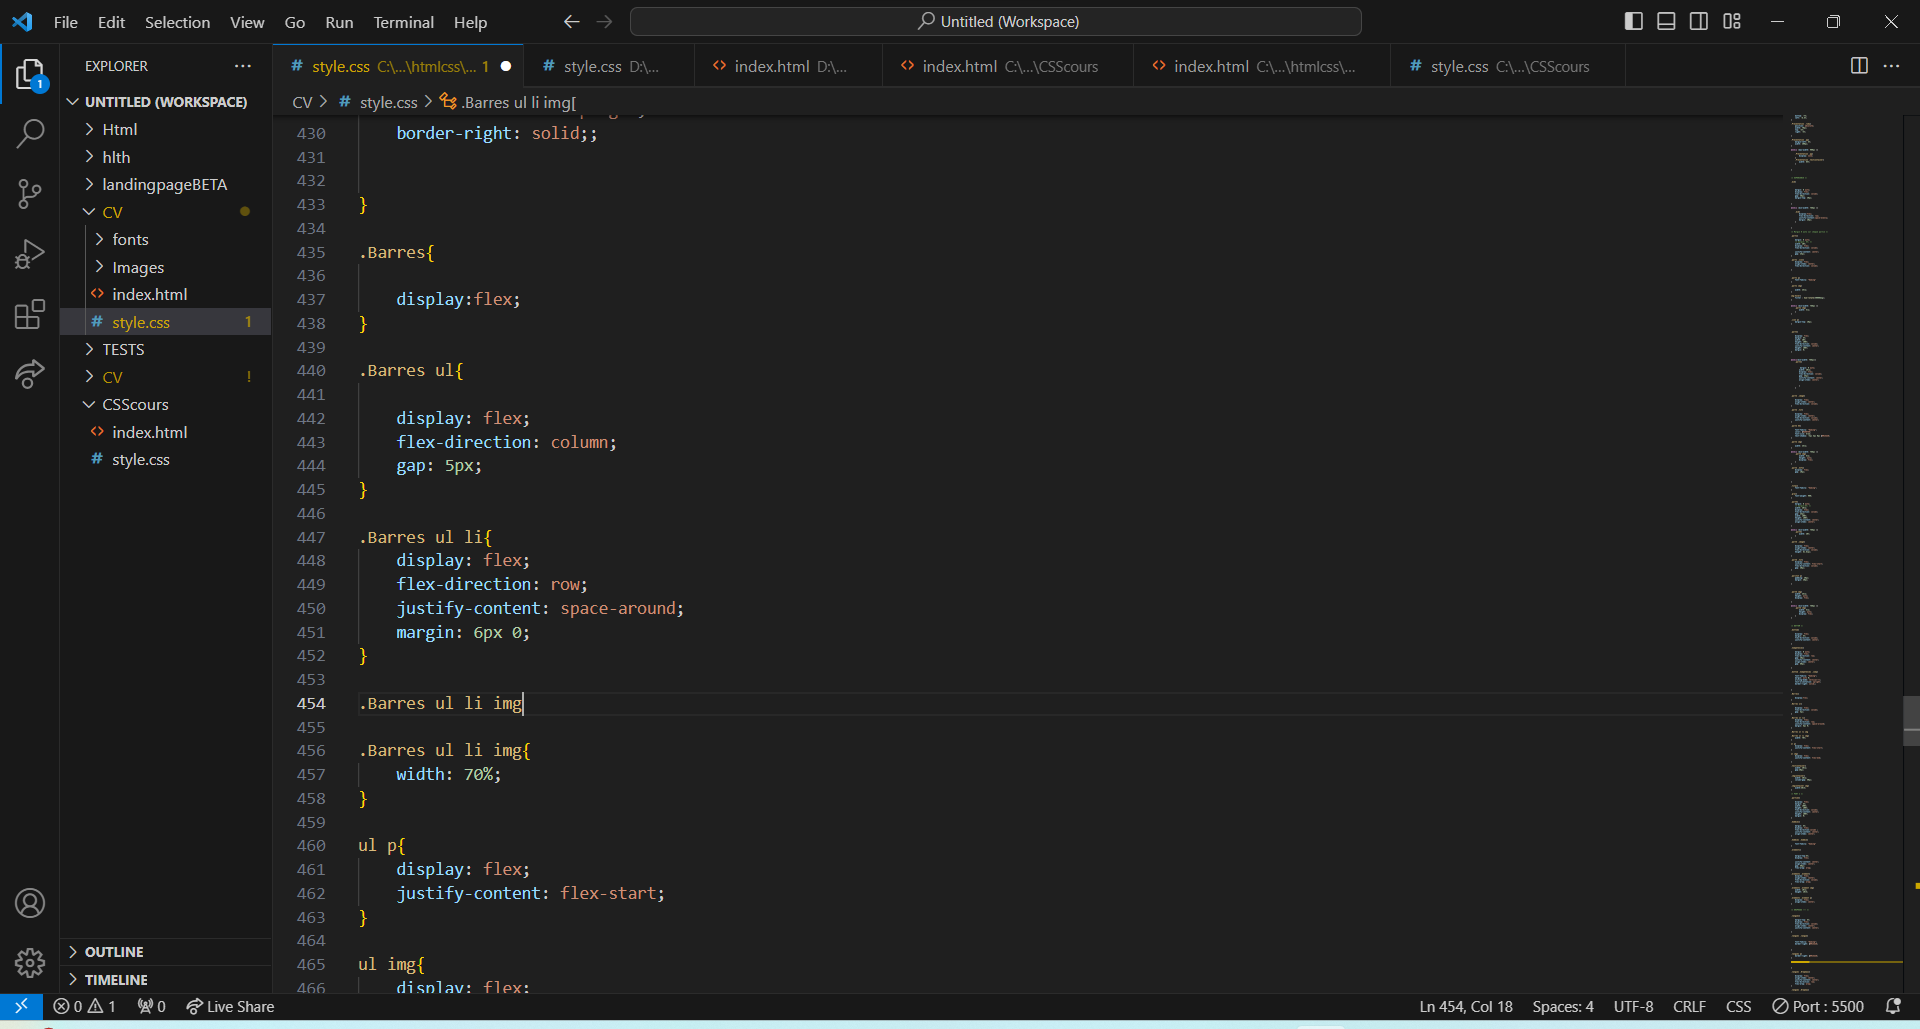 File Edit Selection View Go Run Terminal Help
Untitled (Workspace)
EXPLORER
style.css C:\...\htmlcss\... 1
style.css D:\...
index.html D:\...
index.html C:\...\CSScours
index.html C:\...\htmlcss\...
style.css C:\...\CSScours
1
UNTITLED (WORKSPACE)
Html
hlth
landingpageBETA
CV
fonts
Images
index.html
style.css 1
TESTS
CV !
CSScours
index.html
style.css
OUTLINE
TIMELINE
CV > style.css > .Barres ul li img[
430 border-right: solid;;
431
432
433 }
434
435 .Barres{
436
437 display:flex;
438 }
439
440 .Barres ul{
441
442 display: flex;
443 flex-direction: column;
444 gap: 5px;
445 }
446
447 .Barres ul li{
448 display: flex;
449 flex-direction: row;
450 justify-content: space-around;
451 margin: 6px 0;
452 }
453
454 .Barres ul li img
455
456 .Barres ul li img{
457 width: 70%;
458 }
459
460 ul p{
461 display: flex;
462 justify-content: flex-start;
463 }
464
465 ul img{
466 display: flex;
0 1 0 Live Share
Ln 454, Col 18 Spaces: 4 UTF-8 CRLF CSS Port : 5500